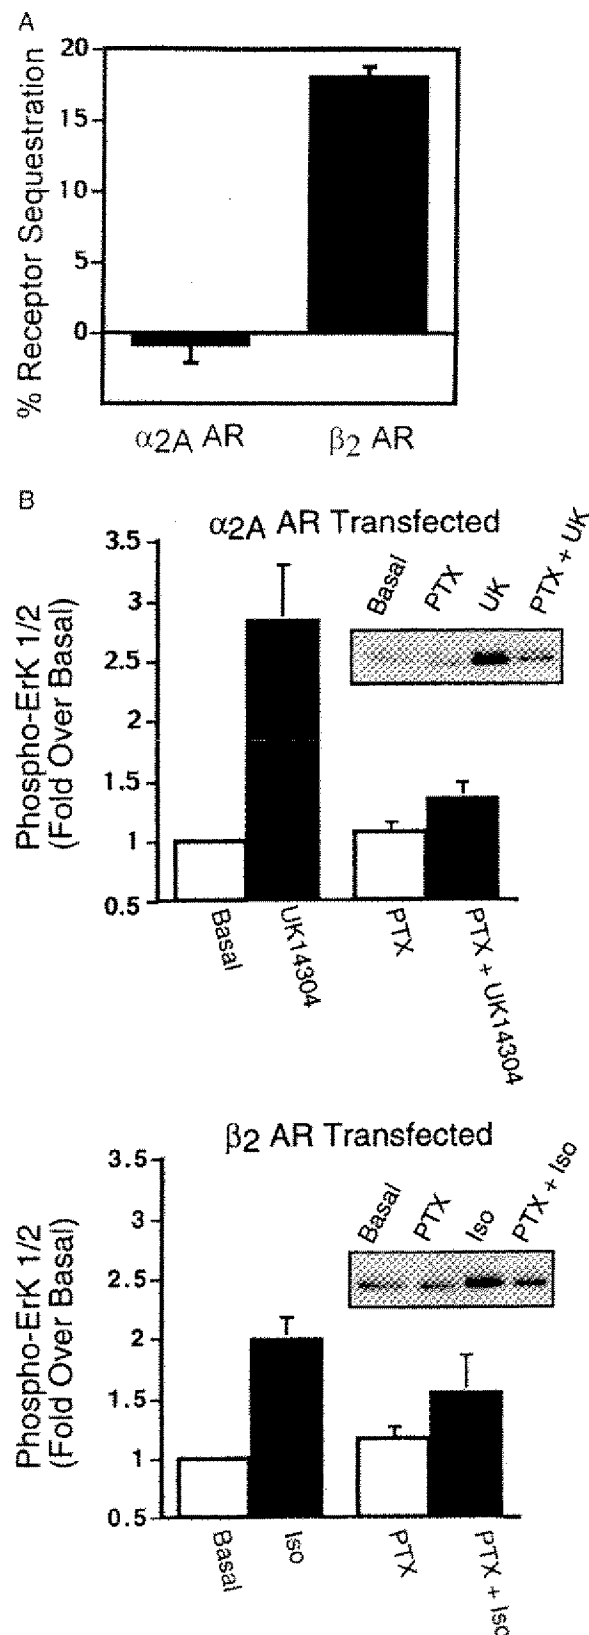 A
% Receptor Sequestration
20
15
10
5
0
5
α2A AR
β2 AR
B
α2A AR Transfected
Phospho-ErK 1/2
(Fold Over Basal)
3.5
3
2.5
2
1.5
1
0.5
Basal
PTX
UK
PTX + UK
Basal
UK14304
PTX
PTX + UK14304
β2 AR Transfected
Phospho-ErK 1/2
(Fold Over Basal)
3.5
3
2.5
2
1.5
1
0.5
Basal
PTX
Iso
PTX + Iso
Basal
Iso
PTX
PTX + Iso